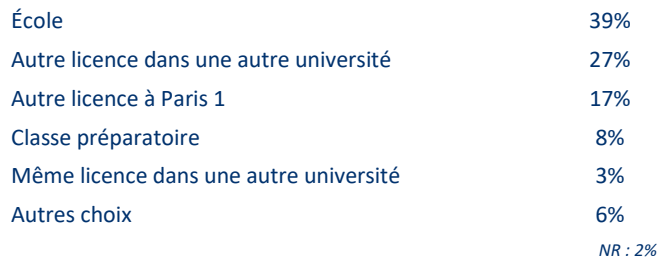 École 39%
Autre licence dans une autre université 27%
Autre licence à Paris 1 17%
Classe préparatoire 8%
Même licence dans une autre université 3%
Autres choix 6%
NR : 2%